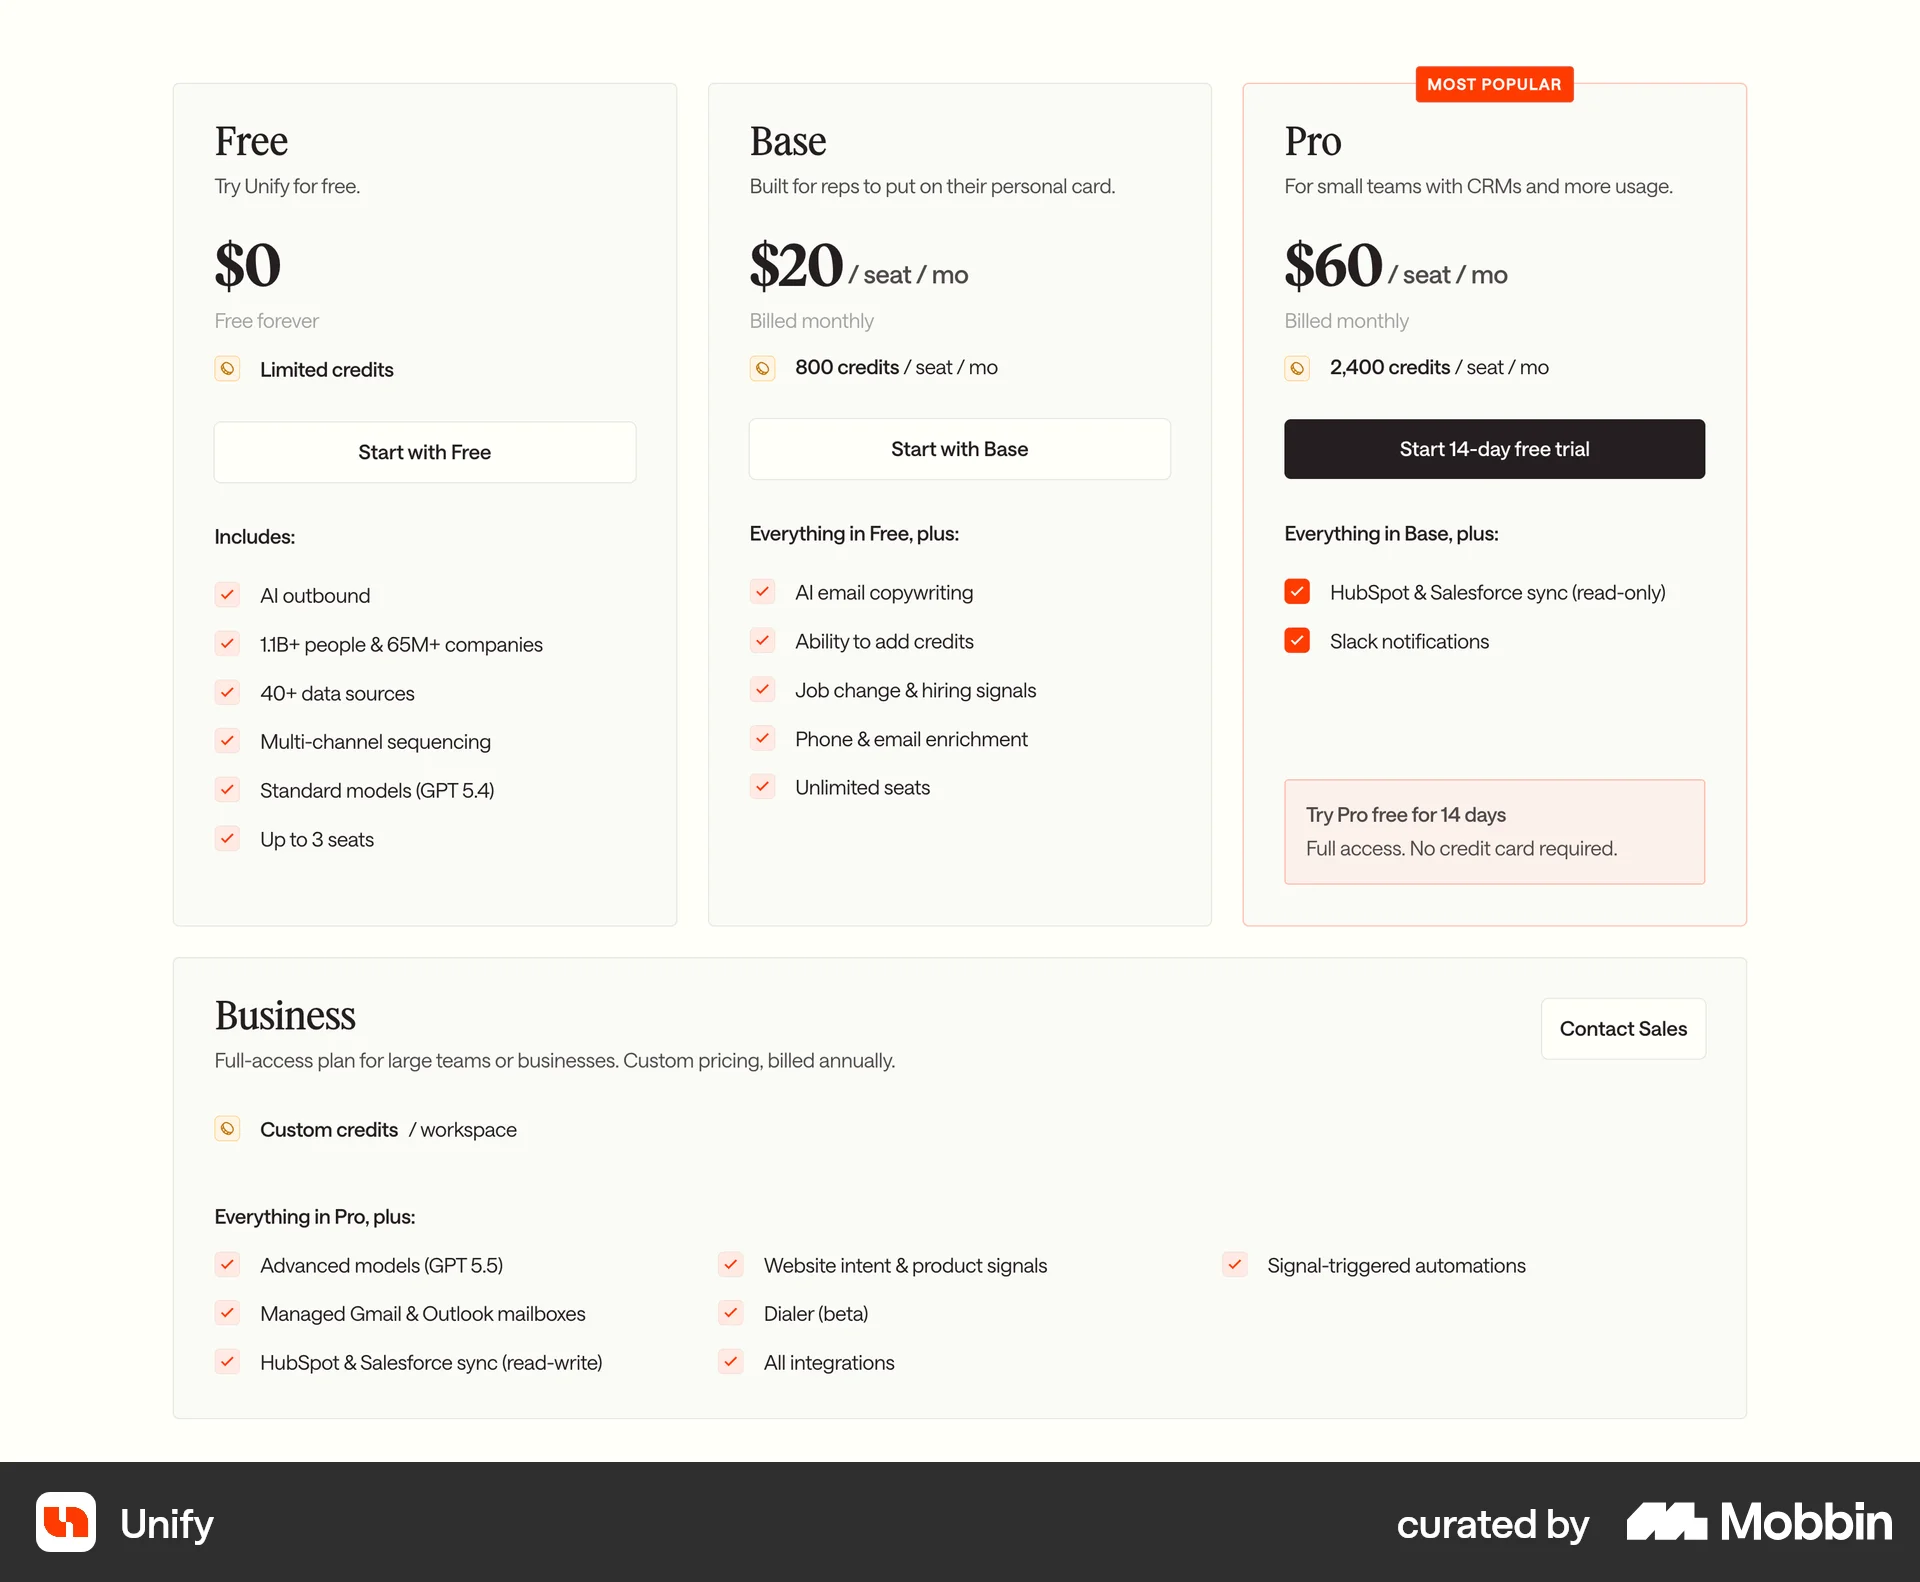 Free
Try Unify for free.
$0
Free forever
Limited credits
Start with Free
Includes:
AI outbound
1.1B+ people & 65M+ companies
40+ data sources
Multi-channel sequencing
Standard models (GPT 5.4)
Up to 3 seats
Base
Built for reps to put on their personal card.
$20 / seat / mo
Billed monthly
800 credits / seat / mo
Start with Base
Everything in Free, plus:
AI email copywriting
Ability to add credits
Job change & hiring signals
Phone & email enrichment
Unlimited seats
MOST POPULAR
Pro
For small teams with CRMs and more usage.
$60 / seat / mo
Billed monthly
2,400 credits / seat / mo
Start 14-day free trial
Everything in Base, plus:
HubSpot & Salesforce sync (read-only)
Slack notifications
Try Pro free for 14 days
Full access. No credit card required.
Business
Full-access plan for large teams or businesses. Custom pricing, billed annually.
Contact Sales
Custom credits / workspace
Everything in Pro, plus:
Advanced models (GPT 5.5)
Managed Gmail & Outlook mailboxes
HubSpot & Salesforce sync (read-write)
Website intent & product signals
Dialer (beta)
All integrations
Signal-triggered automations
Unify
curated by Mobbin